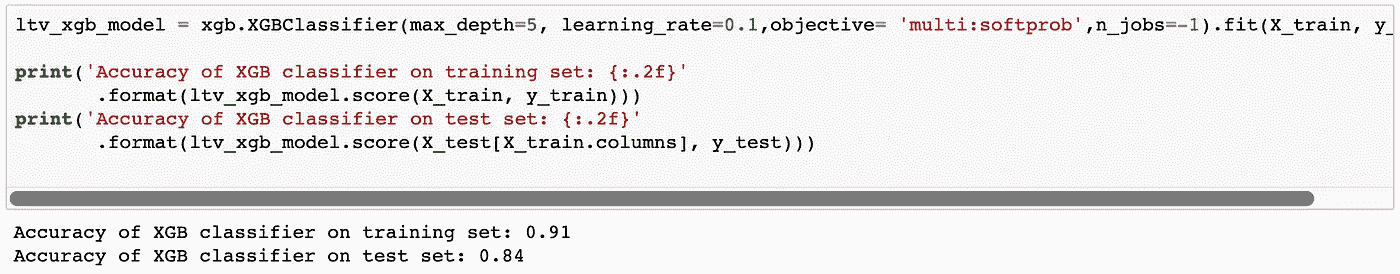 ltv_xgb_model = xgb.XGBClassifier(max_depth=5, learning_rate=0.1,objective= 'multi:softprob',n_jobs=-1).fit(X_train, y_
print('Accuracy of XGB classifier on training set: {:.2f}'
.format(ltv_xgb_model.score(X_train, y_train)))
print('Accuracy of XGB classifier on test set: {:.2f}'
.format(ltv_xgb_model.score(X_test[X_train.columns], y_test)))
Accuracy of XGB classifier on training set: 0.91
Accuracy of XGB classifier on test set: 0.84